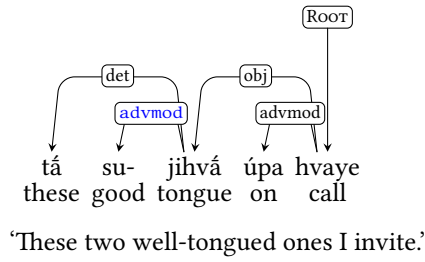 ROOT
det obj
advmod advmod
tā́ su- jihvā́ úpa hvaye
these good tongue on call
‘These two well-tongued ones I invite.’